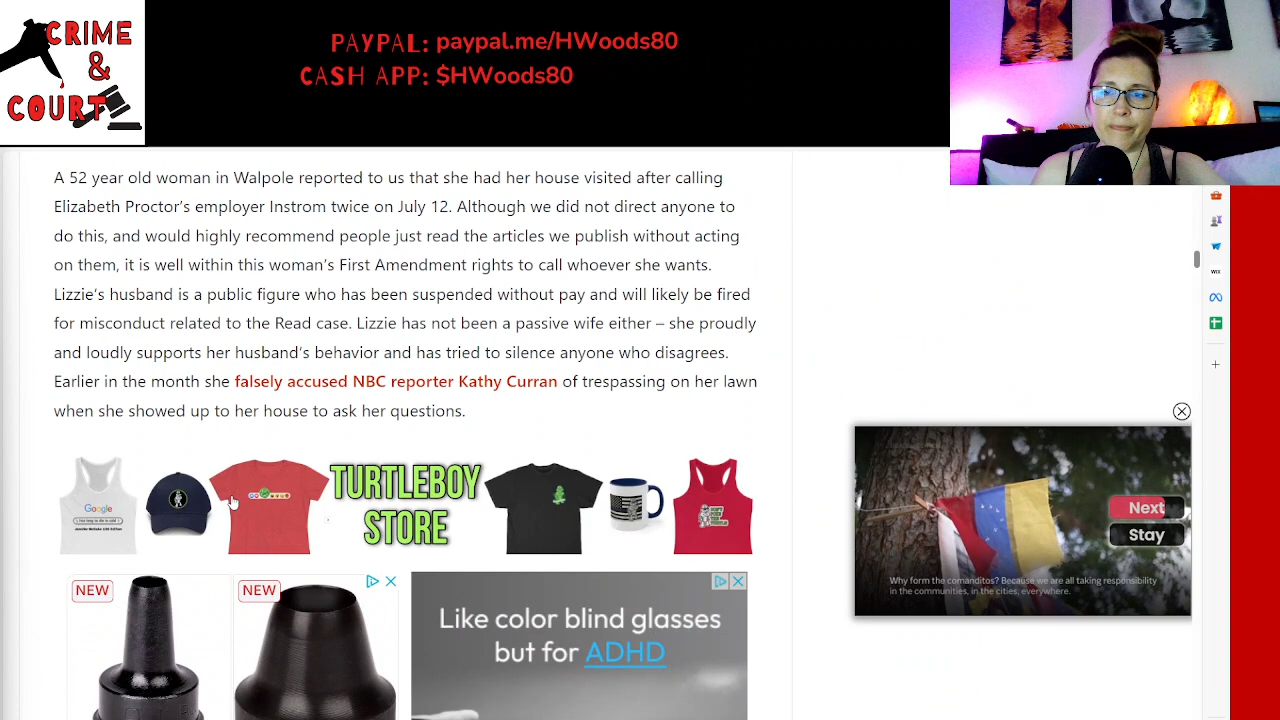 CRIME
&
COURT
PAYPAL: paypal.me/HWoods80
CASH APP: $HWoods80
A 52 year old woman in Walpole reported to us that she had her house visited after calling
Elizabeth Proctor's employer Instrom twice on July 12. Although we did not direct anyone to
do this, and would highly recommend people just read the articles we publish without acting
on them, it is well within this woman's First Amendment rights to call whoever she wants.
Lizzie's husband is a public figure who has been suspended without pay and will likely be fired
for misconduct related to the Read case. Lizzie has not been a passive wife either – she proudly
and loudly supports her husband's behavior and has tried to silence anyone who disagrees.
Earlier in the month she falsely accused NBC reporter Kathy Curran of trespassing on her lawn
when she showed up to her house to ask her questions.
Google
TURTLEBOY
STORE
NEW
NEW
Like color blind glasses
but for ADHD
Next
Stay
Why form the comanditos? Because we are all taking responsibility
in the communities, in the cities, everywhere.
WIX